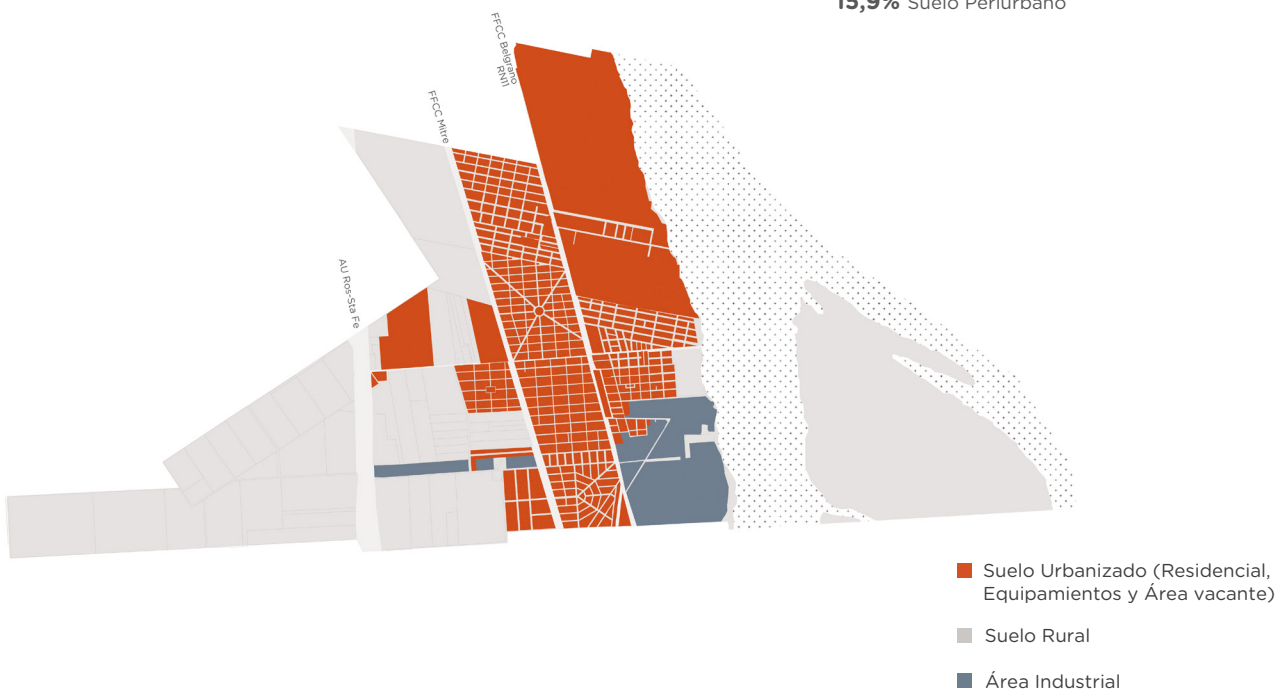 15,9% Suelo Periurbano
FFCC Belgrano
RN11
FFCC Mitre
AU Ros-Sta Fe
Suelo Urbanizado (Residencial,
Equipamientos y Área vacante)
Suelo Rural
Área Industrial